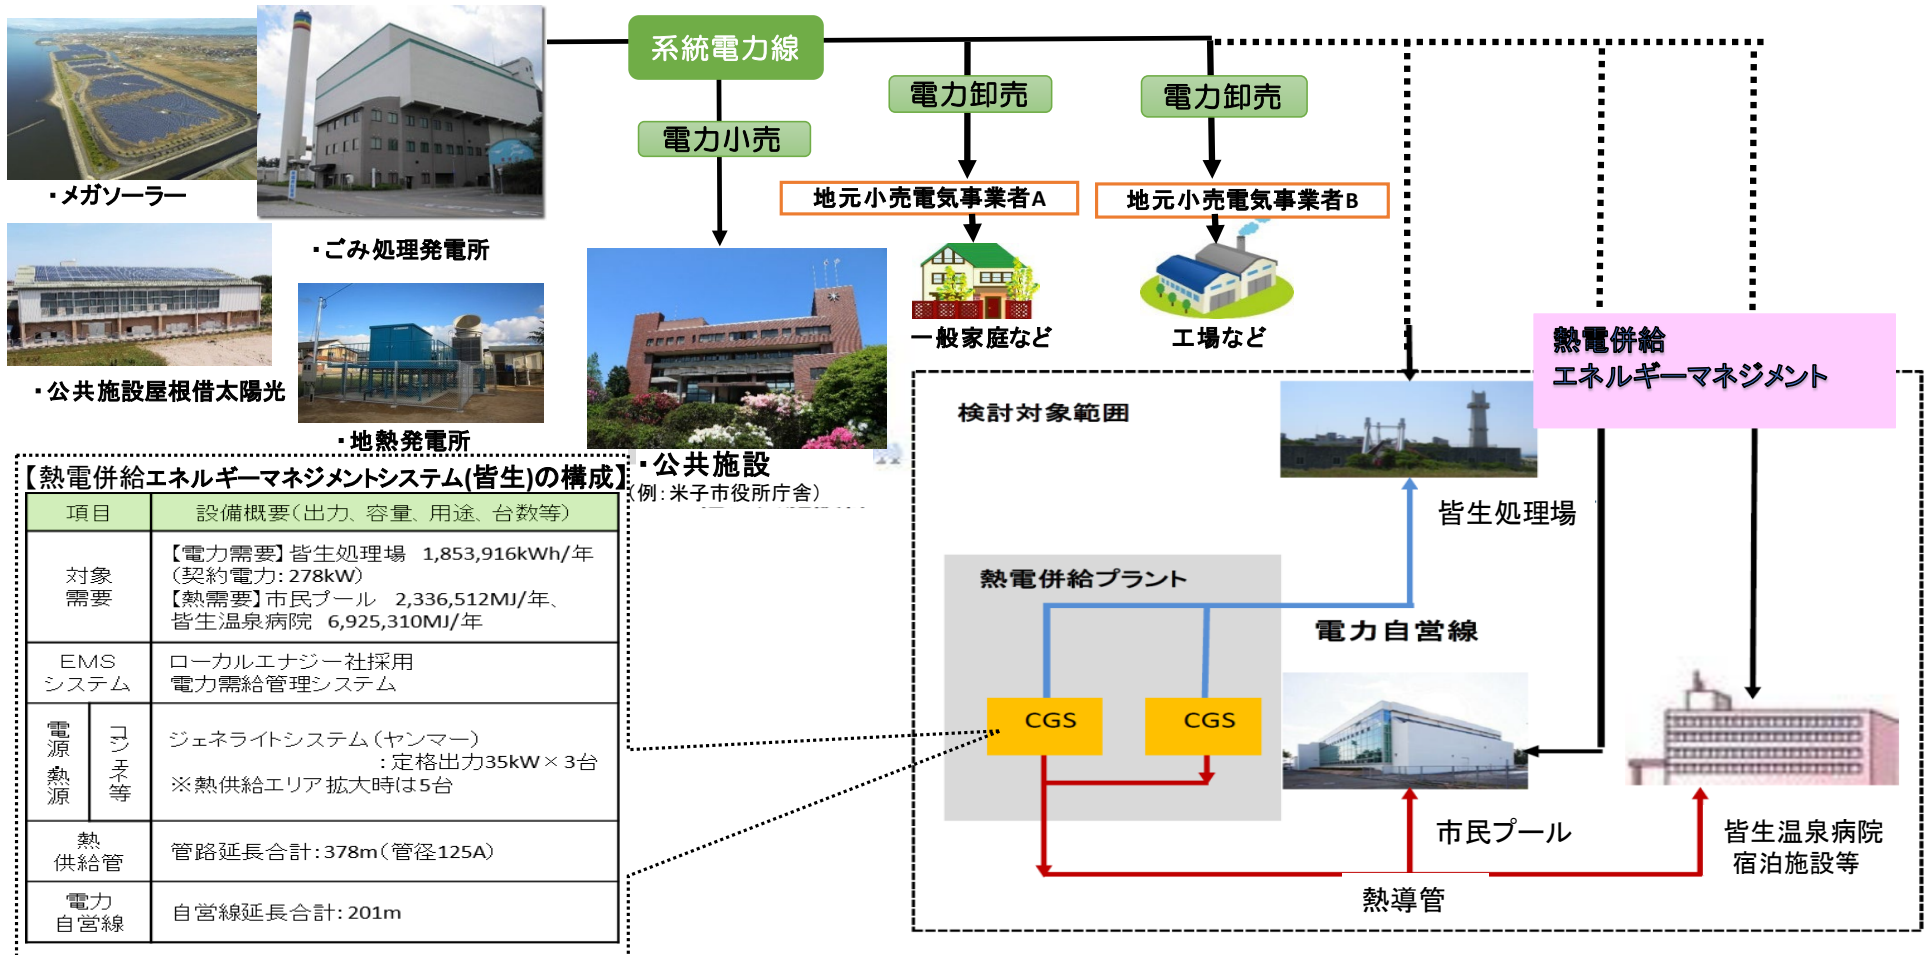 系統電力線
電力小売
電力卸売
電力卸売
地元小売電気事業者A
地元小売電気事業者B
・メガソーラー
・ごみ処理発電所
・公共施設屋根借太陽光
・地熱発電所
・公共施設
(例：米子市役所庁舎)
一般家庭など
工場など
熱電併給
エネルギーマネジメント
検討対象範囲
皆生処理場
熱電併給プラント
電力自営線
CGS
CGS
市民プール
皆生温泉病院
宿泊施設等
熱導管
【熱電併給エネルギーマネジメントシステム(皆生)の構成】
項目
設備概要(出力、容量、用途、台数等)
対象
需要
【電力需要】皆生処理場 1,853,916kWh/年
(契約電力：278kW)
【熱需要】市民プール 2,336,512MJ/年、
皆生温泉病院 6,925,310MJ/年
EMS
システム
ローカルエナジー社採用
電力需給管理システム
電源・熱源
コジェネ等
ジェネライトシステム(ヤンマー)
：定格出力35kW×3台
※熱供給エリア拡大時は5台
熱
供給管
管路延長合計：378m(管径125A)
電力
自営線
自営線延長合計：201m